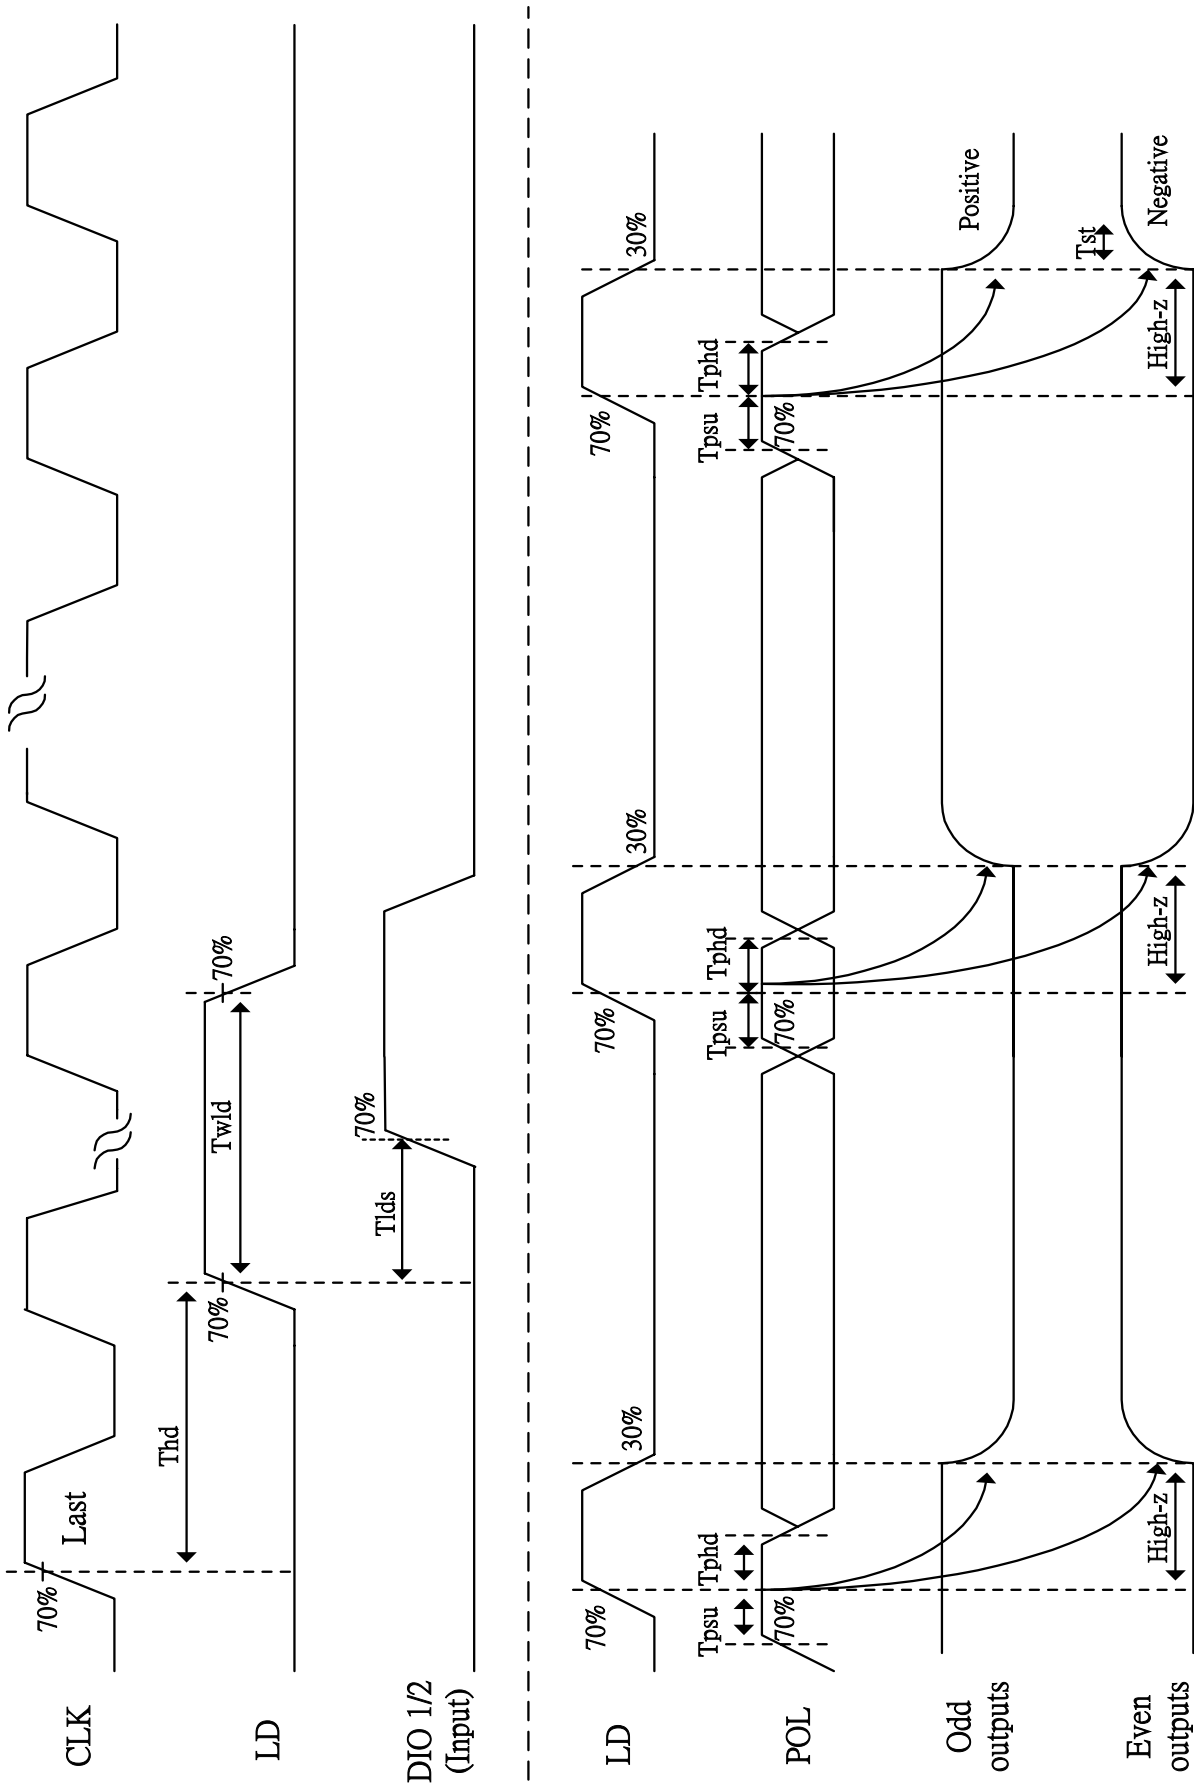 CLK
70%
Last
Thd
LD
70%
Twld
70%
DIO 1/2
(Input)
Tlds
70%
LD
70%
30%
70%
30%
70%
30%
POL
Tpsu
Tphd
70%
Tpsu
Tphd
70%
Tpsu
Tphd
70%
Odd
outputs
Positive
Even
outputs
High-z
High-z
High-z
Tst
Negative